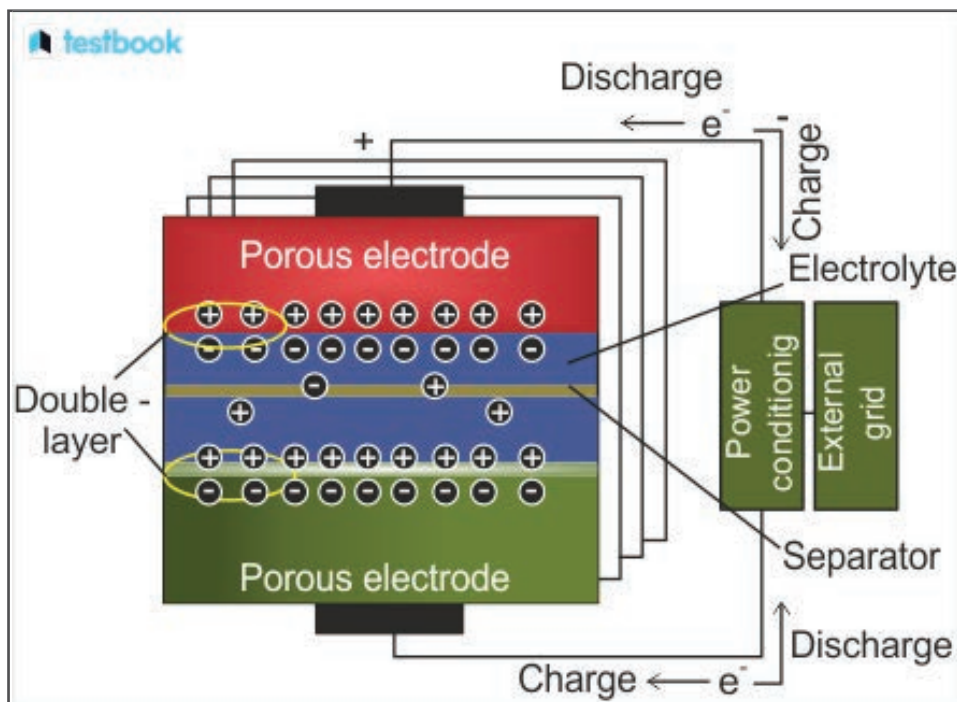 testbook
Discharge
e-
-
Charge
+
Porous electrode
Electrolyte
Double -
layer
Power
conditionig
External
grid
Separator
Porous electrode
Discharge
Charge
e-